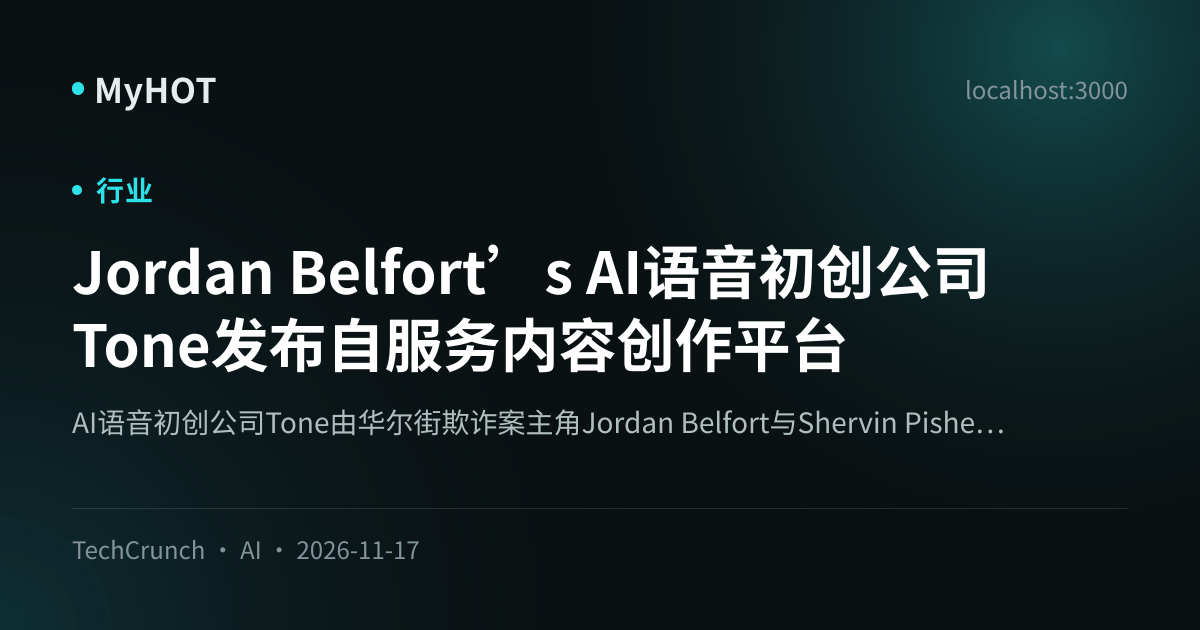 MyHOT
localhost:3000
行业
Jordan Belfort’s AI语音初创公司
Tone发布自服务内容创作平台
AI语音初创公司Tone由华尔街欺诈案主角Jordan Belfort与Shervin Pishe…
TechCrunch · AI · 2026-11-17